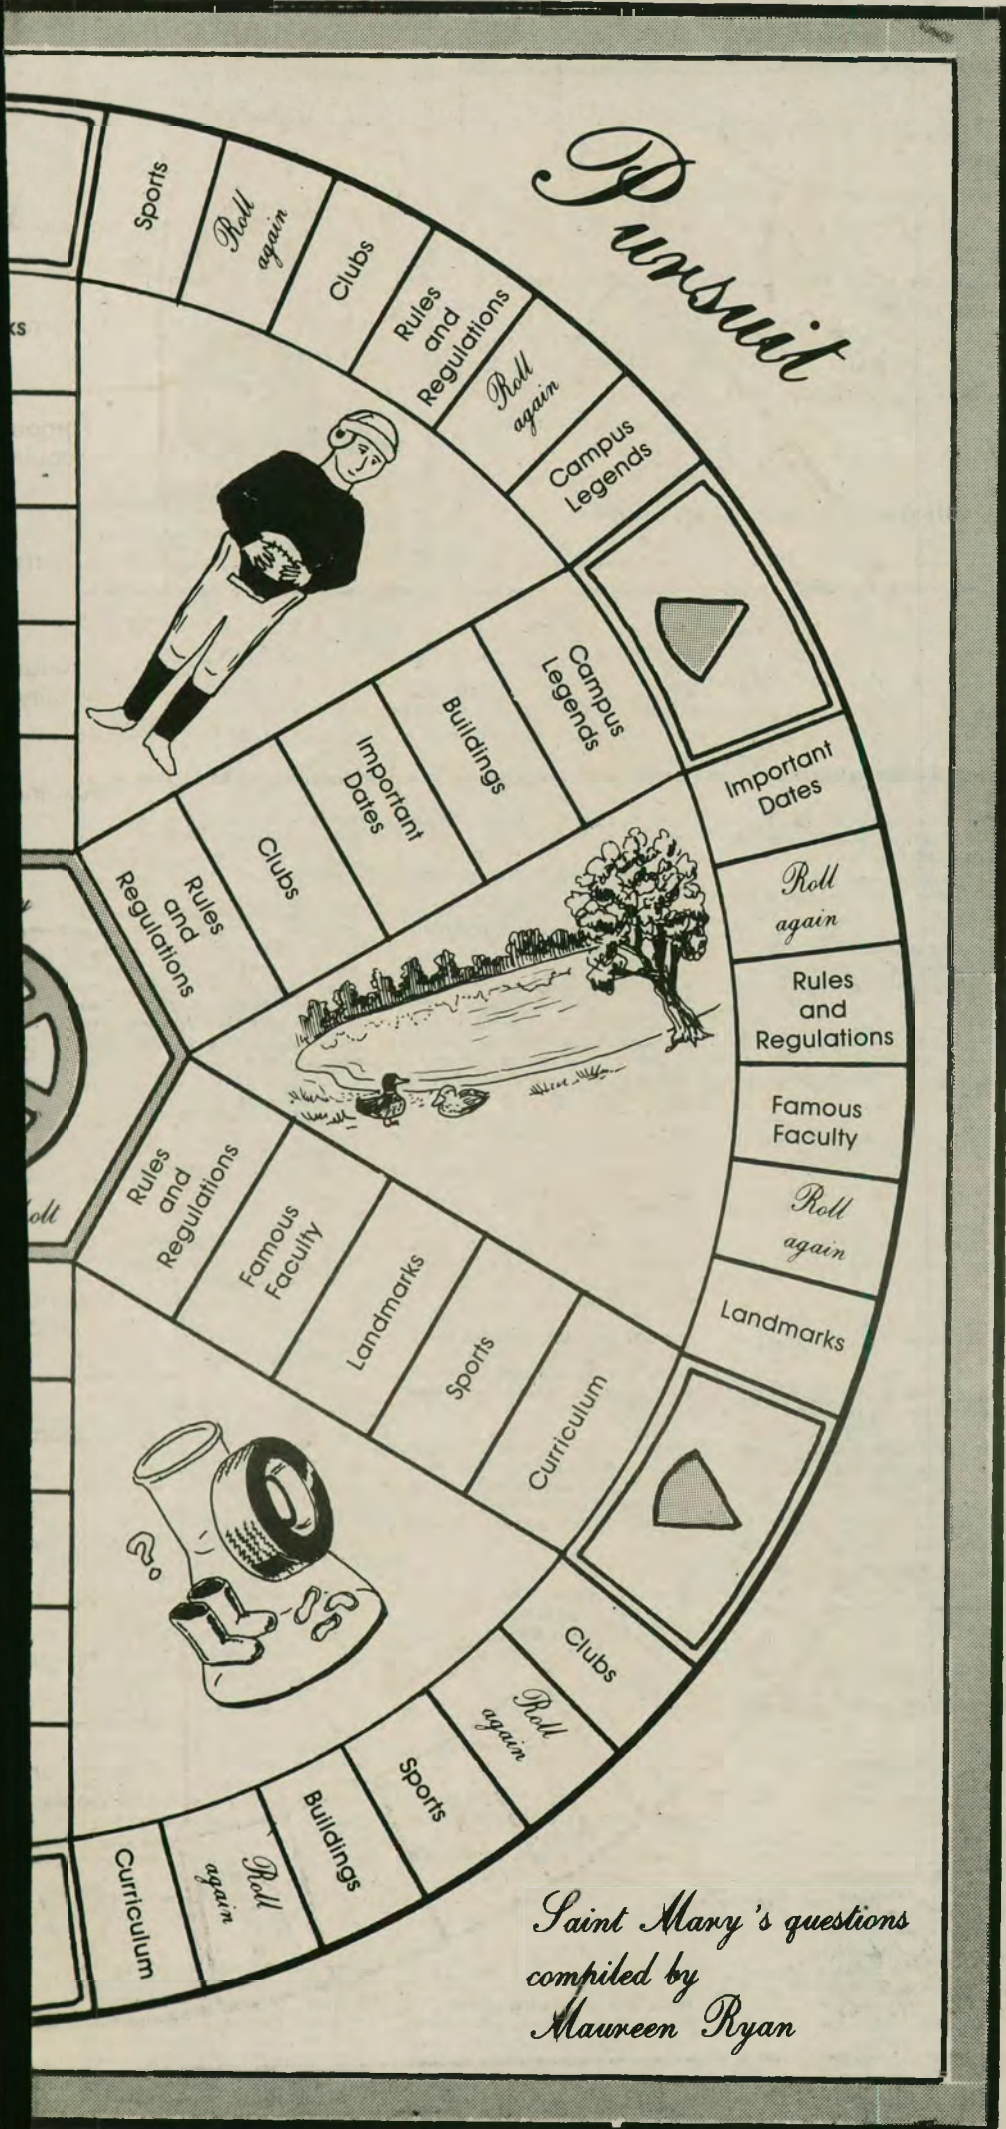 Pursuit
Sports
Roll
again
Clubs
Rules
and
Regulations
Roll
again
Campus
Legends
Important
Dates
Roll
again
Rules
and
Regulations
Famous
Faculty
Roll
again
Landmarks
Clubs
Roll
again
Sports
Buildings
Roll
again
Curriculum
Campus
Legends
Buildings
Important
Dates
Clubs
Rules
and
Regulations
Rules
and
Regulations
Famous
Faculty
Landmarks
Sports
Curriculum
?
Saint Mary's questions
compiled by
Maureen Ryan